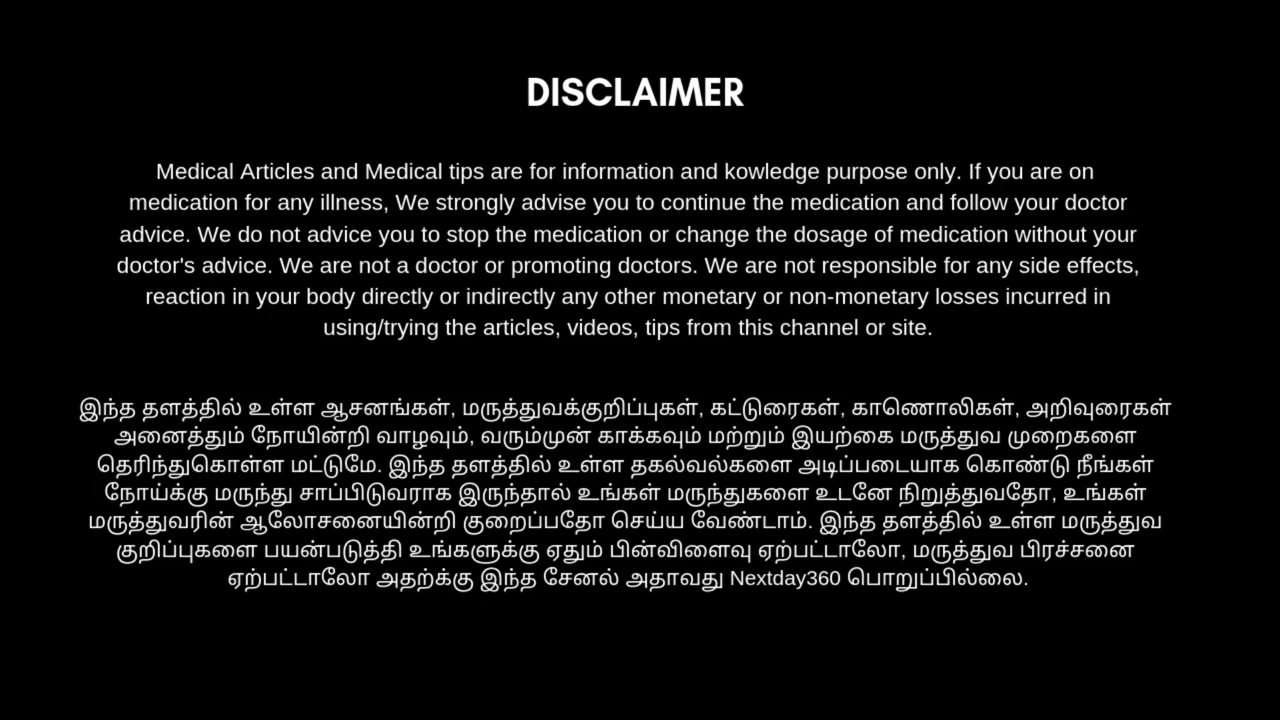 DISCLAIMER
Medical Articles and Medical tips are for information and kowledge purpose only. If you are on
medication for any illness, We strongly advise you to continue the medication and follow your doctor
advice. We do not advice you to stop the medication or change the dosage of medication without your
doctor's advice. We are not a doctor or promoting doctors. We are not responsible for any side effects,
reaction in your body directly or indirectly any other monetary or non-monetary losses incurred in
using/trying the articles, videos, tips from this channel or site.
இந்த தளத்தில் உள்ள ஆசனங்கள், மருத்துவக்குறிப்புகள், கட்டுரைகள், காணொலிகள், அறிவுரைகள்
அனைத்தும் நோயின்றி வாழவும், வரும்முன் காக்கவும் மற்றும் இயற்கை மருத்துவ முறைகளை
தெரிந்துகொள்ள மட்டுமே. இந்த தளத்தில் உள்ள தகல்வல்களை அடிப்படையாக கொண்டு நீங்கள்
நோய்க்கு மருந்து சாப்பிடுவராக இருந்தால் உங்கள் மருந்துகளை உடனே நிறுத்துவதோ, உங்கள்
மருத்துவரின் ஆலோசனையின்றி குறைப்பதோ செய்ய வேண்டாம். இந்த தளத்தில் உள்ள மருத்துவ
குறிப்புகளை பயன்படுத்தி உங்களுக்கு ஏதும் பின்விளைவு ஏற்பட்டாலோ, மருத்துவ பிரச்சனை
ஏற்பட்டாலோ அதற்க்கு இந்த சேனல் அதாவது Nextday360 பொறுப்பில்லை.